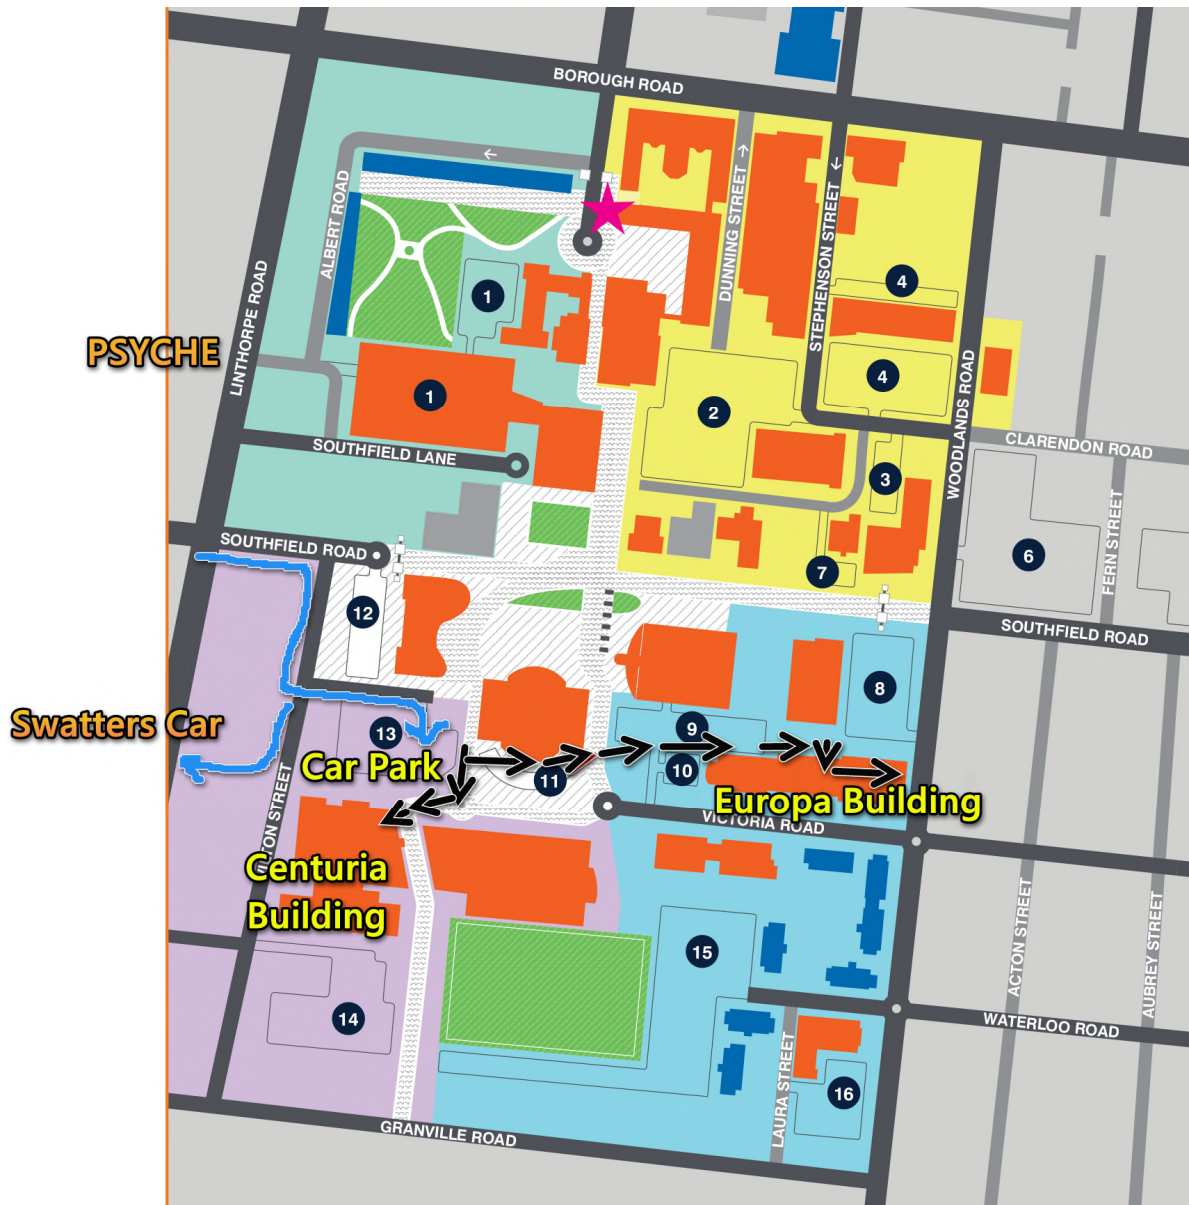 BOROUGH ROAD
ALBERT ROAD
DUNNING STREET
STEPHENSON STREET
4
1
LINTHORPE ROAD
PSYCHE
4
1
2
WOODLANDS ROAD
CLARENDON ROAD
SOUTHFIELD LANE
3
FERN STREET
SOUTHFIELD ROAD
6
7
12
SOUTHFIELD ROAD
8
Swatters Car
13
9
Car Park
10
11
Europa Building
VICTORIA ROAD
Centuria
Building
15
ACTON STREET
AUBREY STREET
14
WATERLOO ROAD
LAURA STREET
16
GRANVILLE ROAD